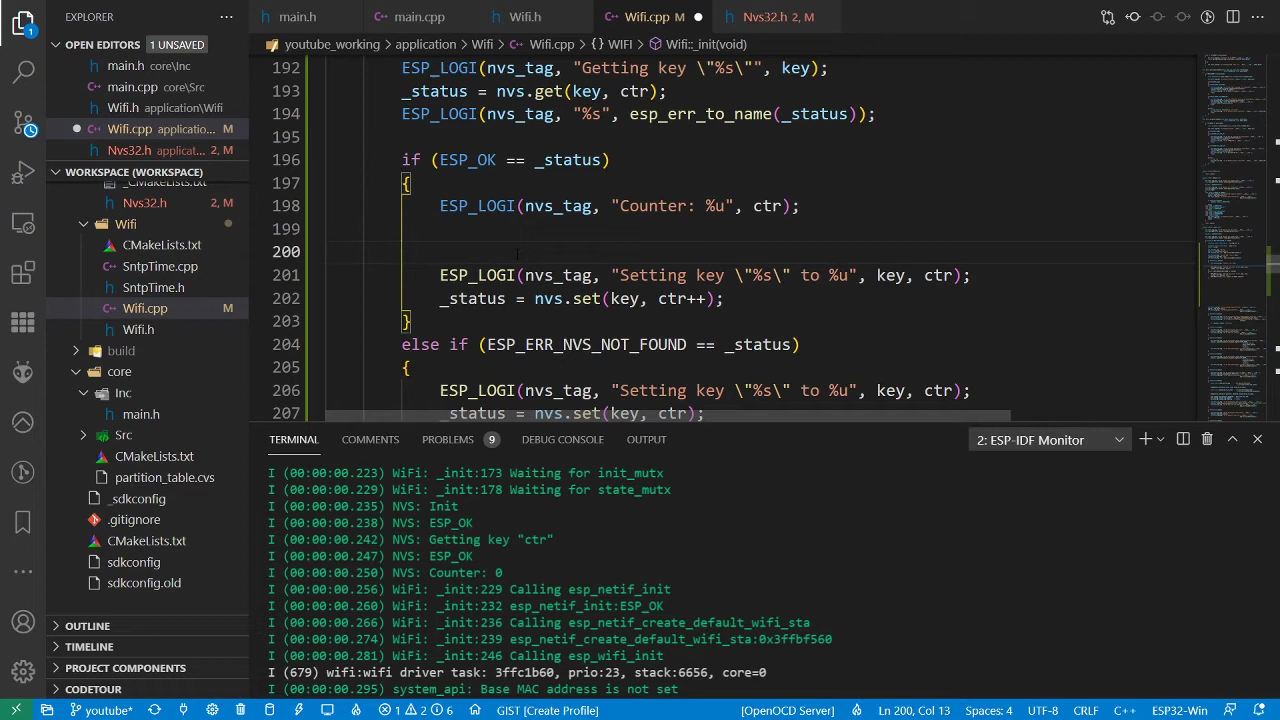 EXPLORER
OPEN EDITORS 1 UNSAVED
main.h core\Inc
main.cpp core\Src
Wifi.h application\Wifi
Wifi.cpp applicatio... M
Nvs32.h applicat... 2, M
WORKSPACE (WORKSPACE)
_CMakeLists.txt
Nvs32.h 2, M
Wifi
CMakeLists.txt
SntpTime.cpp
SntpTime.h
Wifi.cpp M
Wifi.h
build
core
Inc
main.h
Src
CMakeLists.txt
partition_table.cvs
_sdkconfig
.gitignore
CMakeLists.txt
sdkconfig
sdkconfig.old
OUTLINE
TIMELINE
PROJECT COMPONENTS
CODETOUR
main.h main.cpp Wifi.h Wifi.cpp M Nvs32.h 2, M
youtube_working > application > Wifi > Wifi.cpp > {} WIFI > Wifi::_init(void)
192 ESP_LOGI(nvs_tag, "Getting key \"%s\"", key);
193 _status = nvs.get(key, ctr);
194 ESP_LOGI(nvs_tag, "%s", esp_err_to_name(_status));
195
196 if (ESP_OK == _status)
197 {
198 ESP_LOGI(nvs_tag, "Counter: %u", ctr);
199
200
201 ESP_LOGI(nvs_tag, "Setting key \"%s\" to %u", key, ctr);
202 _status = nvs.set(key, ctr++);
203 }
204 else if (ESP_ERR_NVS_NOT_FOUND == _status)
205 {
206 ESP_LOGI(nvs_tag, "Setting key \"%s\" to %u", key, ctr);
207 _status = nvs.set(key, ctr);
TERMINAL COMMENTS PROBLEMS 9 DEBUG CONSOLE OUTPUT 2: ESP-IDF Monitor
I (00:00:00.223) WiFi: _init:173 Waiting for init_mutx
I (00:00:00.229) WiFi: _init:178 Waiting for state_mutx
I (00:00:00.235) NVS: Init
I (00:00:00.238) NVS: ESP_OK
I (00:00:00.242) NVS: Getting key "ctr"
I (00:00:00.247) NVS: ESP_OK
I (00:00:00.250) NVS: Counter: 0
I (00:00:00.256) WiFi: _init:229 Calling esp_netif_init
I (00:00:00.260) WiFi: _init:232 esp_netif_init:ESP_OK
I (00:00:00.266) WiFi: _init:236 Calling esp_netif_create_default_wifi_sta
I (00:00:00.274) WiFi: _init:239 esp_netif_create_default_wifi_sta:0x3ffbf560
I (00:00:00.281) WiFi: _init:246 Calling esp_wifi_init
I (679) wifi:wifi driver task: 3ffc1b60, prio:23, stack:6656, core=0
I (00:00:00.295) system_api: Base MAC address is not set
youtube* 1 2 6 GIST [Create Profile] [OpenOCD Server] Ln 200, Col 13 Spaces: 4 UTF-8 CRLF C++ ESP32-Win